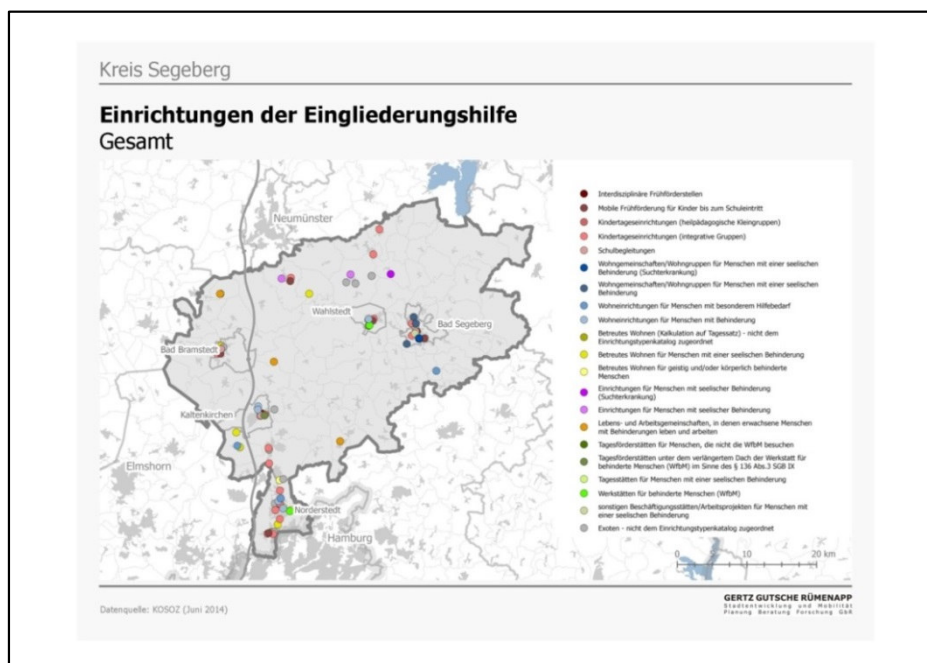 Kreis Segeberg
Einrichtungen der Eingliederungshilfe
Gesamt
Neumünster
Wahlstedt
Bad Segeberg
Bad Bramstedt
Kaltenkirchen
Elmshorn
Norderstedt
Hamburg
Interdisziplinäre Frühförderstellen
Mobile Frühförderung für Kinder bis zum Schuleintritt
Kindertageseinrichtungen (heilpädagogische Kleingruppen)
Kindertageseinrichtungen (integrative Gruppen)
Schulbegleitungen
Wohngemeinschaften/Wohngruppen für Menschen mit einer seelischen
Behinderung (Suchterkrankung)
Wohngemeinschaften/Wohngruppen für Menschen mit einer seelischen
Behinderung
Wohneinrichtungen für Menschen mit besonderem Hilfebedarf
Wohneinrichtungen für Menschen mit Behinderung
Betreutes Wohnen (Kalkulation auf Tagessatz) - nicht dem
Einrichtungstypenkatalog zugeordnet
Betreutes Wohnen für Menschen mit einer seelischen Behinderung
Betreutes Wohnen für geistig und/oder körperlich behinderte
Menschen
Einrichtungen für Menschen mit seelischer Behinderung
(Suchterkrankung)
Einrichtungen für Menschen mit seelischer Behinderung
Lebens- und Arbeitsgemeinschaften, in denen erwachsene Menschen
mit Behinderungen leben und arbeiten
Tagesförderstätten für Menschen, die nicht die WfbM besuchen
Tagesförderstätten unter dem verlängertem Dach der Werkstatt für
behinderte Menschen (WfbM) im Sinne des § 136 Abs.3 SGB IX
Tagesstätten für Menschen mit einer seelischen Behinderung
Werkstätten für behinderte Menschen (WfbM)
sonstigen Beschäftigungsstätten/Arbeitsprojekten für Menschen mit
einer seelischen Behinderung
Exoten - nicht dem Einrichtungstypenkatalog zugeordnet
0 10 20 km
Datenquelle: KOSOZ (Juni 2014)
GERTZ GUTSCHE RÜMENAPP
Stadtentwicklung und Mobilität
Planung Beratung Forschung GbR